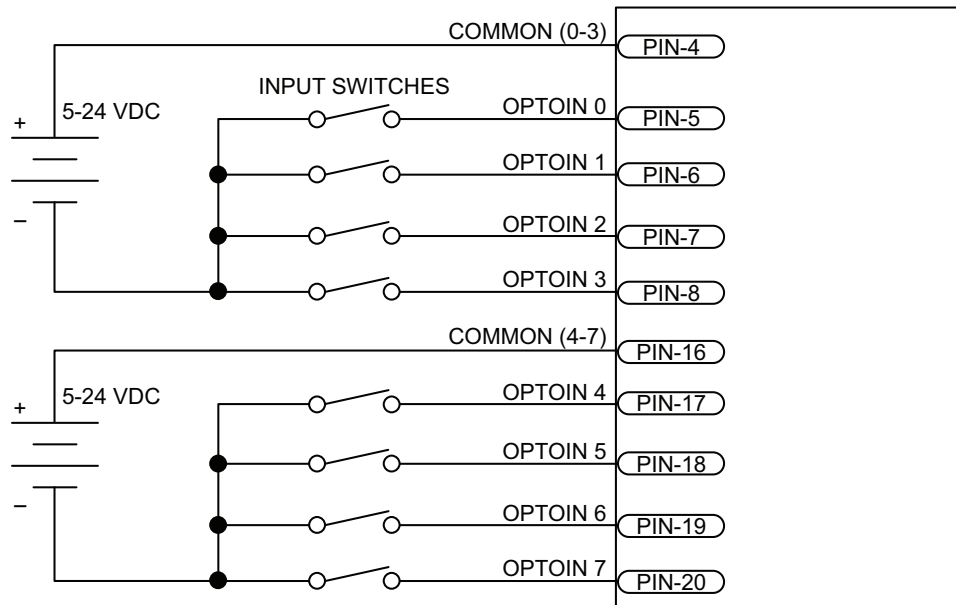 COMMON (0-3)
PIN-4
INPUT SWITCHES
+
5-24 VDC
OPTOIN 0
PIN-5
OPTOIN 1
PIN-6
–
OPTOIN 2
PIN-7
OPTOIN 3
PIN-8
COMMON (4-7)
PIN-16
+
5-24 VDC
OPTOIN 4
PIN-17
OPTOIN 5
PIN-18
–
OPTOIN 6
PIN-19
OPTOIN 7
PIN-20